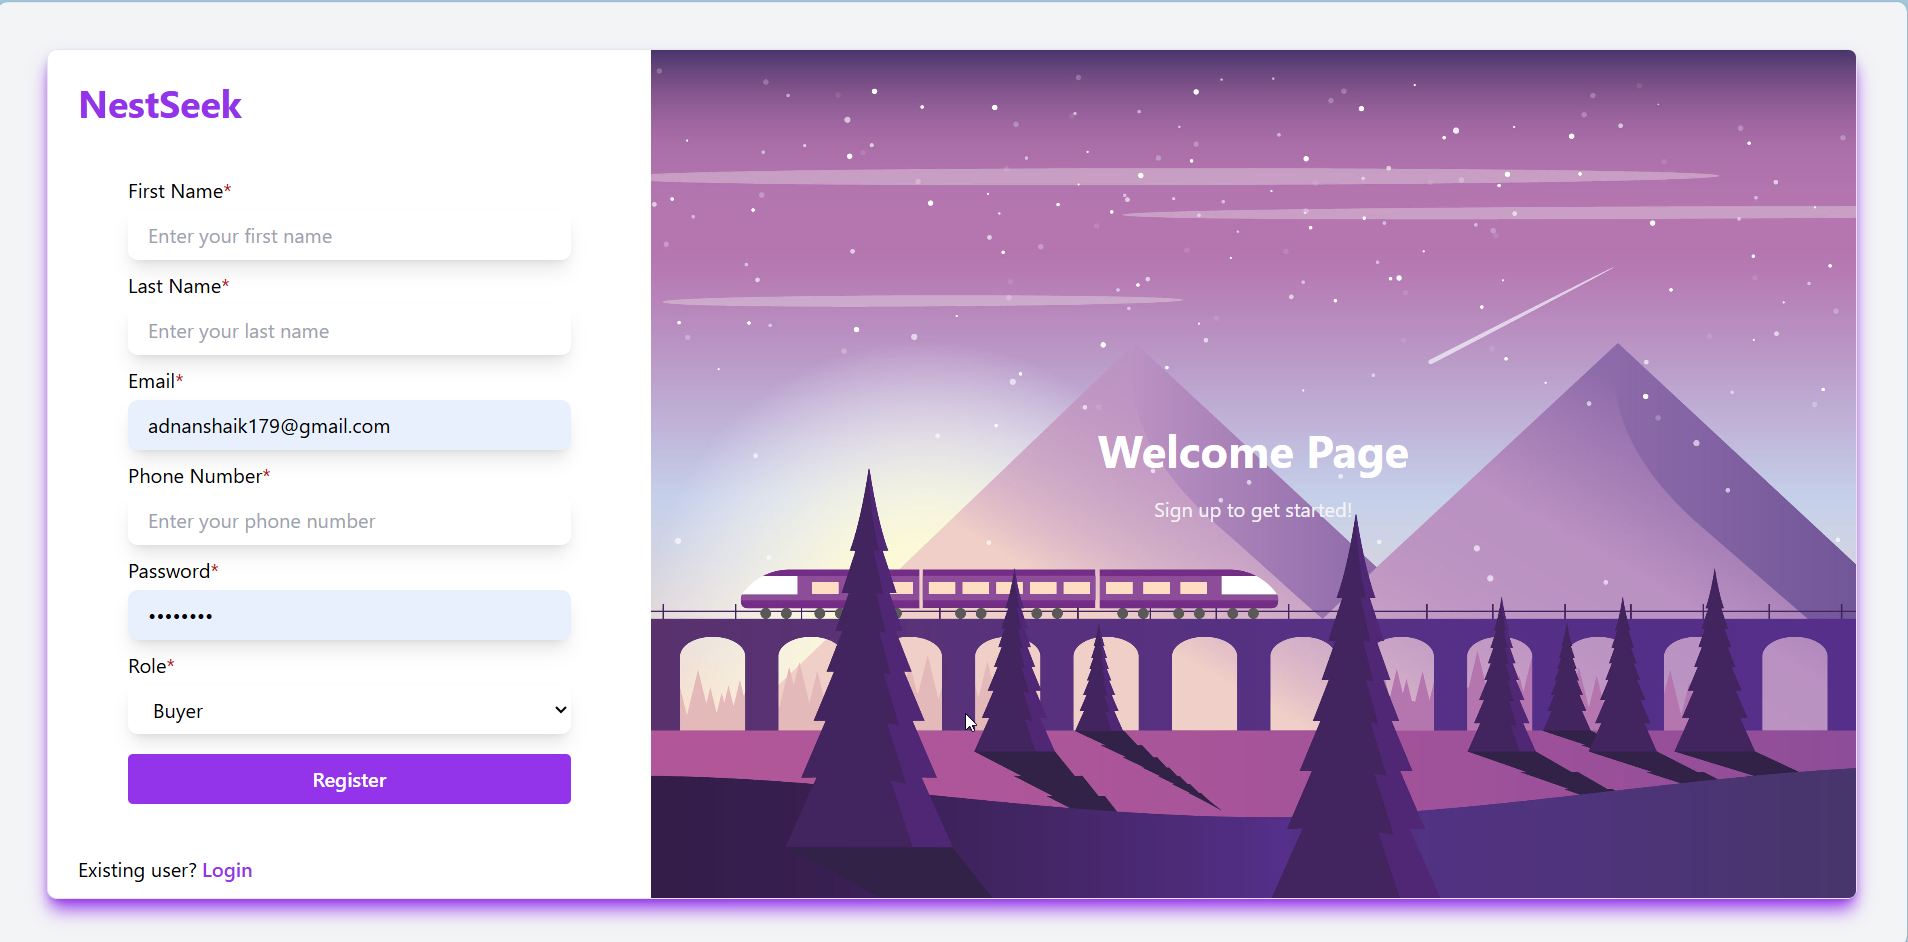 NestSeek
First Name*
Enter your first name
Last Name*
Enter your last name
Email*
adnanshaik179@gmail.com
Phone Number*
Enter your phone number
Password*
••••••••
Role*
Buyer
Register
Existing user? Login
Welcome Page
Sign up to get started!